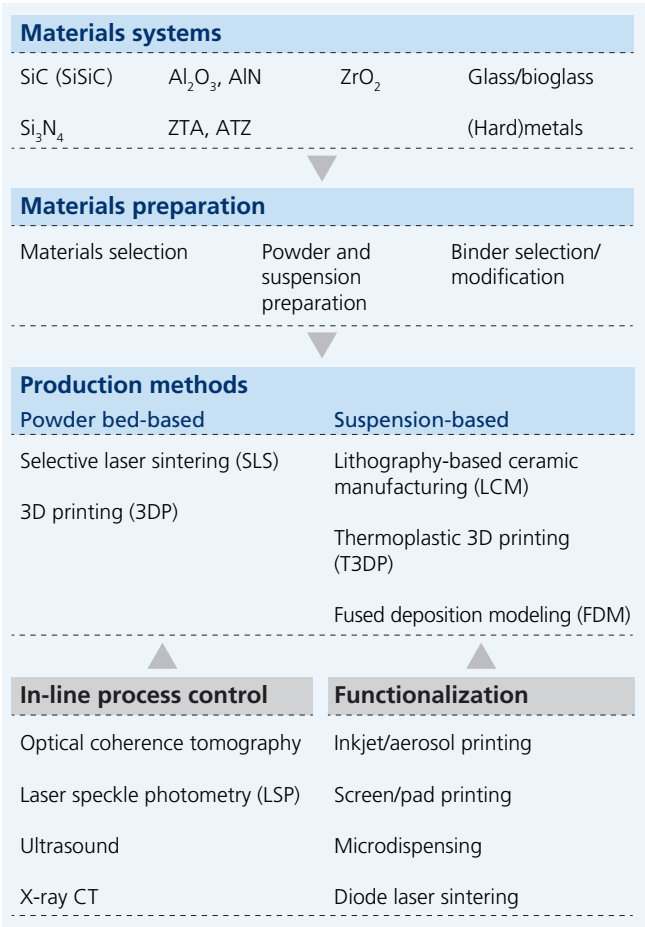 Materials systems
SiC (SiSiC) Al₂O₃, AlN ZrO₂ Glass/bioglass
Si₃N₄ ZTA, ATZ (Hard)metals
Materials preparation
Materials selection
Powder and
suspension
preparation
Binder selection/
modification
Production methods
Powder bed-based
Selective laser sintering (SLS)
3D printing (3DP)
Suspension-based
Lithography-based ceramic
manufacturing (LCM)
Thermoplastic 3D printing
(T3DP)
Fused deposition modeling (FDM)
In-line process control
Optical coherence tomography
Laser speckle photometry (LSP)
Ultrasound
X-ray CT
Functionalization
Inkjet/aerosol printing
Screen/pad printing
Microdispensing
Diode laser sintering